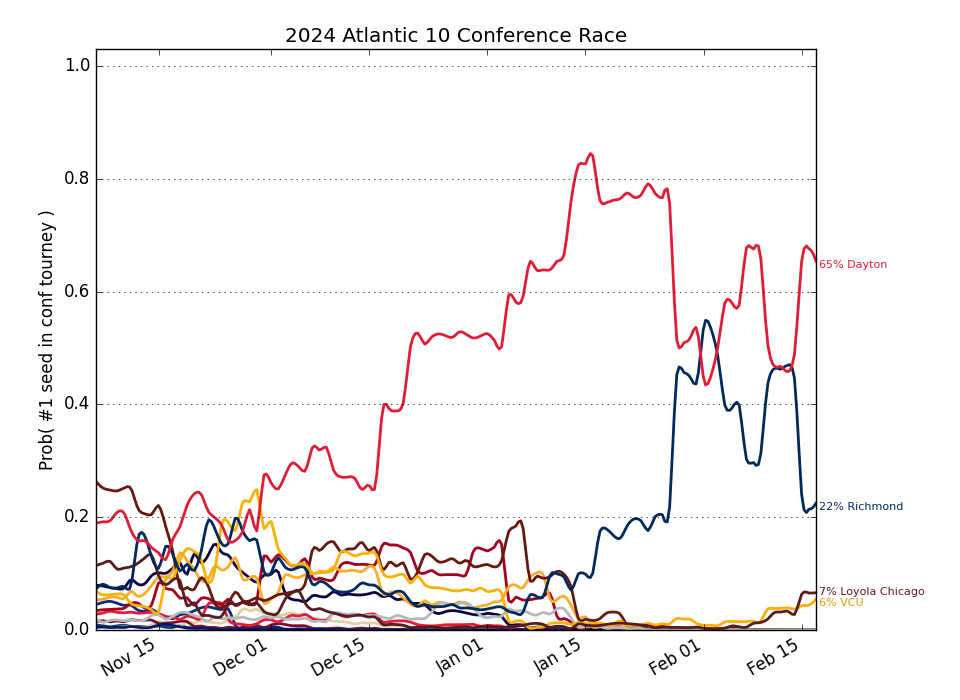 2024 Atlantic 10 Conference Race
Prob( #1 seed in conf tourney )
1.0
0.8
0.6
0.4
0.2
0.0
65% Dayton
22% Richmond
7% Loyola Chicago
6% VCU
Nov 15
Dec 01
Dec 15
Jan 01
Jan 15
Feb 01
Feb 15